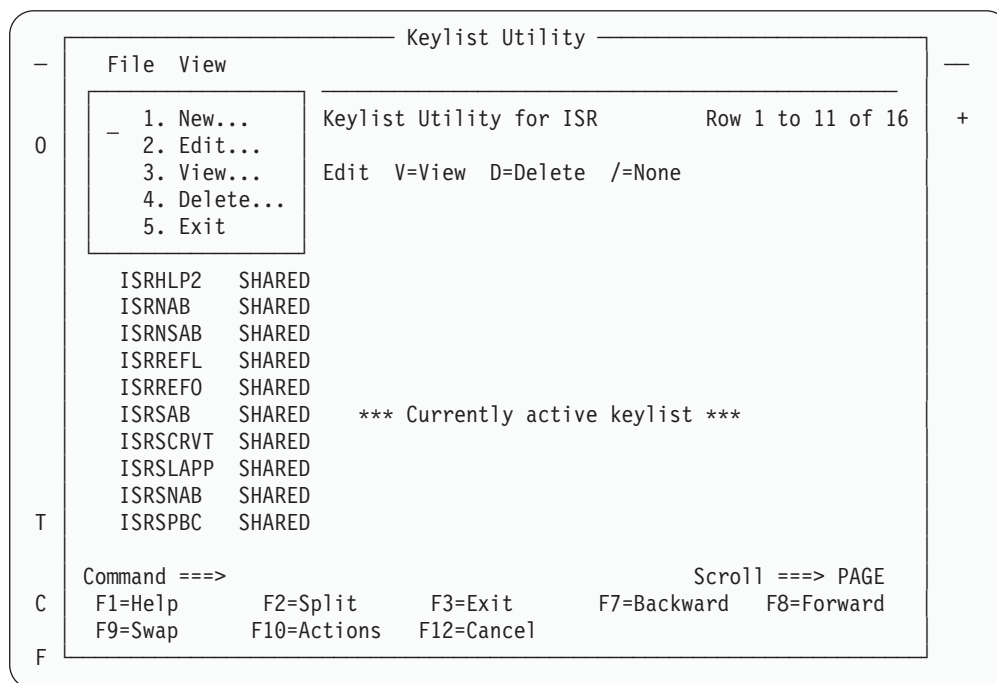 Keylist Utility
File View
1. New... Keylist Utility for ISR Row 1 to 11 of 16 +
O 2. Edit...
3. View... Edit V=View D=Delete /=None
4. Delete...
5. Exit
ISRHLP2 SHARED
ISRNAB SHARED
ISRNSAB SHARED
ISRREFL SHARED
ISRREFO SHARED
ISRSAB SHARED *** Currently active keylist ***
ISRSCRVT SHARED
ISRSLAPP SHARED
ISRSNAB SHARED
T ISRSPBC SHARED
Command ===> Scroll ===> PAGE
C F1=Help F2=Split F3=Exit F7=Backward F8=Forward
F9=Swap F10=Actions F12=Cancel
F